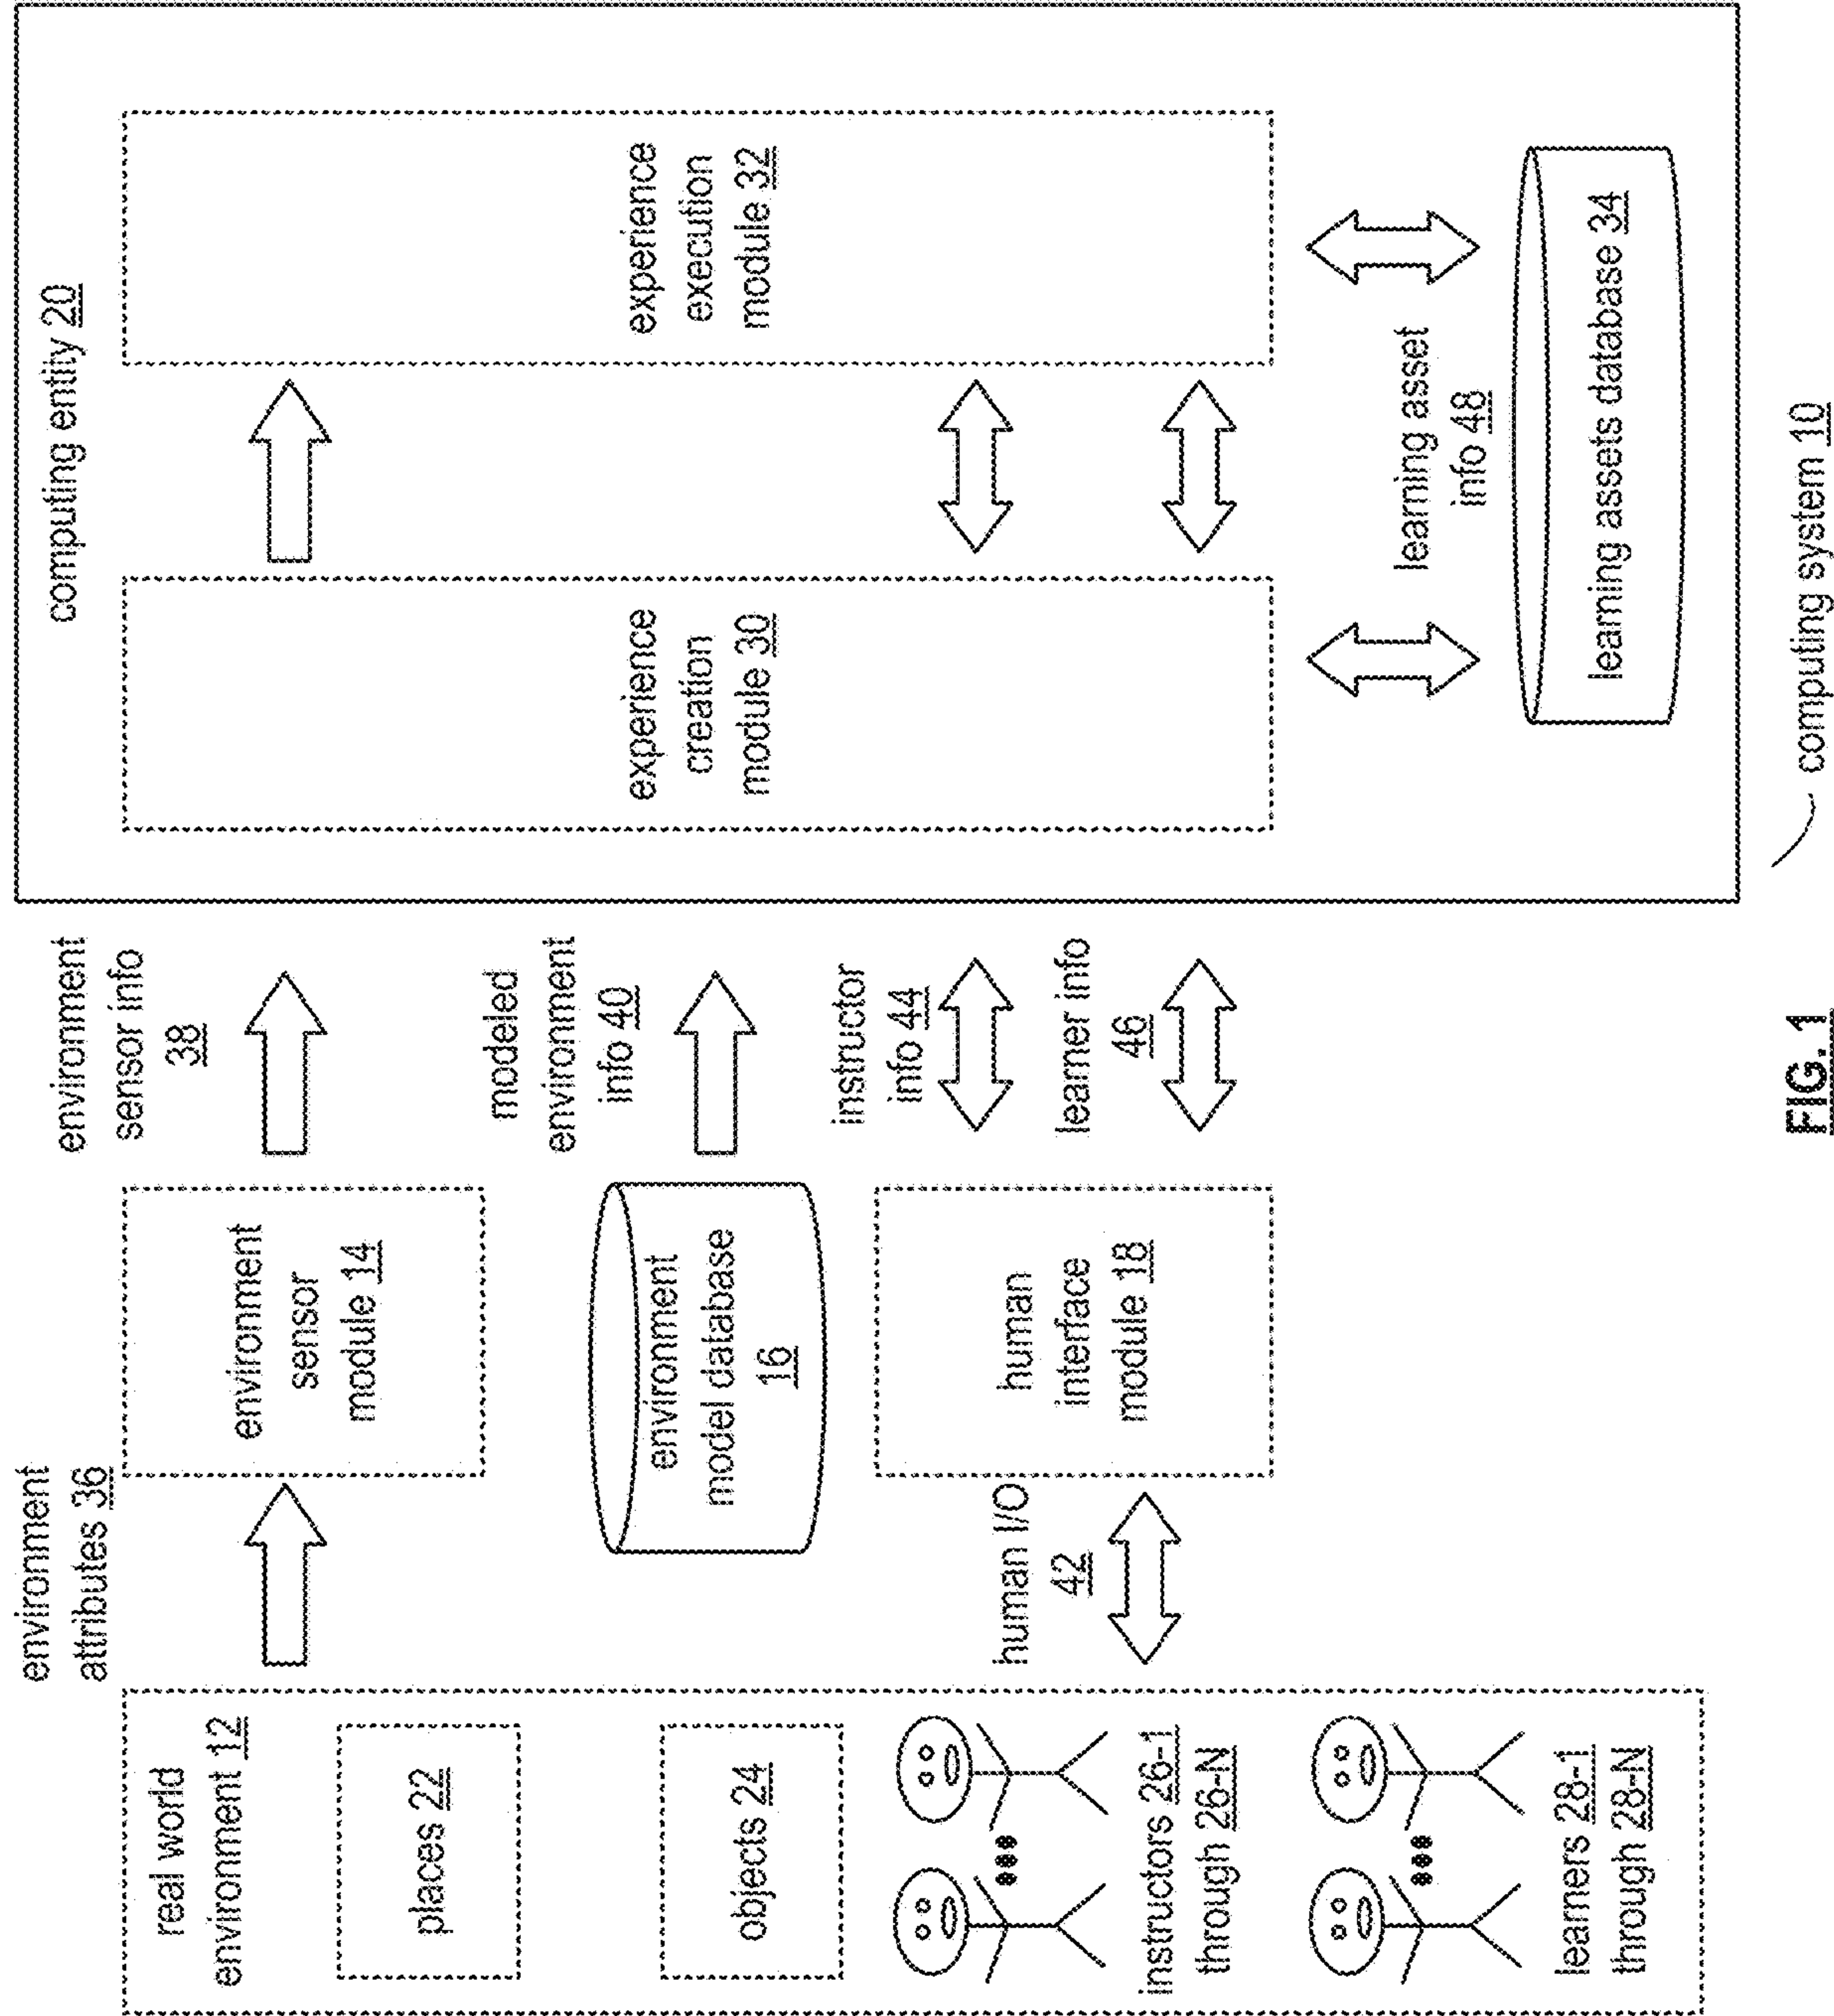 environment
attributes 36
real world
environment 12
places 22
objects 24
instructors 26-1
through 26-N
learners 28-1
through 28-N
human I/O
42
environment
sensor
module 14
environment
model database
16
human
interface
module 18
environment
sensor info
38
modeled
environment
info 40
instructor
info 44
learner info
46
computing entity 20
experience
creation
module 30
experience
execution
module 32
learning asset
info 48
learning assets database 34
computing system 10
FIG. 1